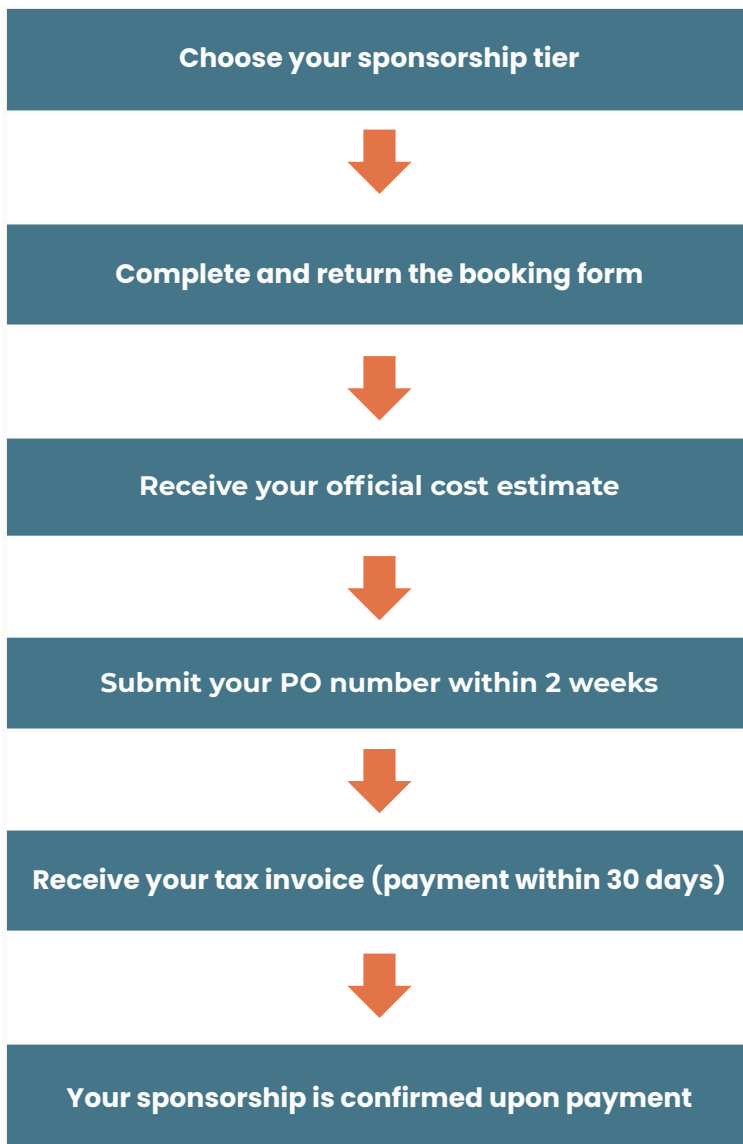 Choose your sponsorship tier
Complete and return the booking form
Receive your official cost estimate
Submit your PO number within 2 weeks
Receive your tax invoice (payment within 30 days)
Your sponsorship is confirmed upon payment